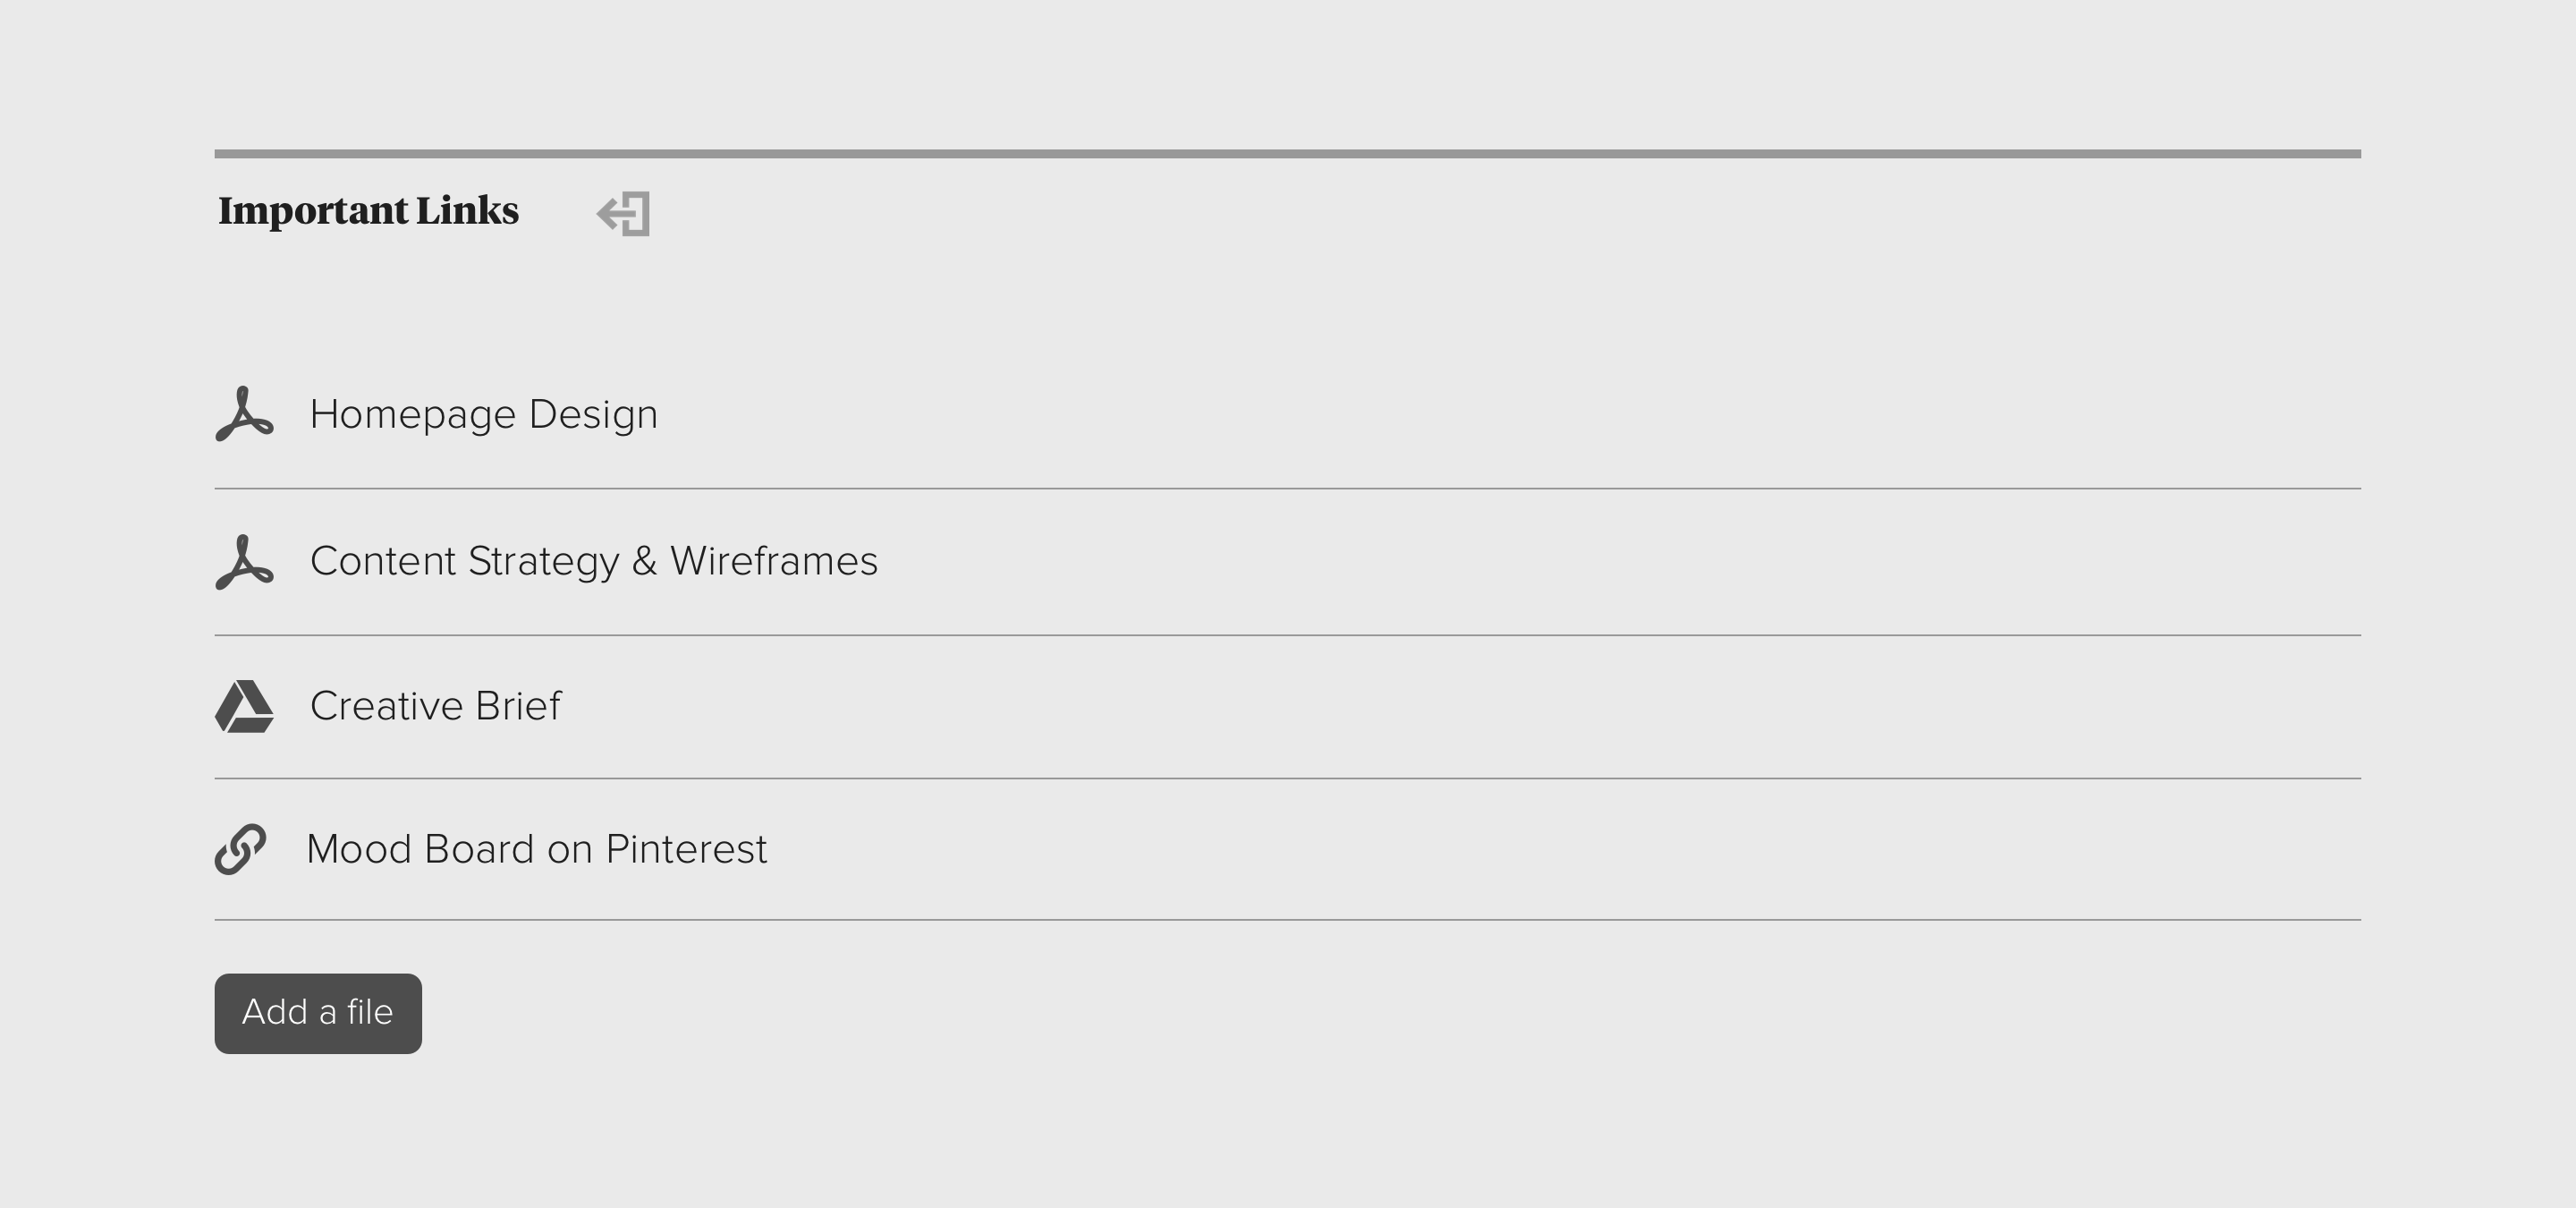 Important Links
Homepage Design
Content Strategy & Wireframes
Creative Brief
Mood Board on Pinterest
Add a file